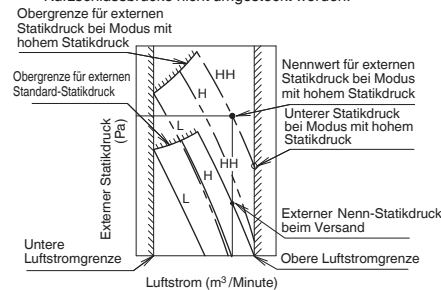 Kurzschlussdrucks nicht umgesteckt werden.
Obergrenze für externen
Statikdruck bei Modus mit
hohem Statikdruck
Obergrenze für externen
Standard-Statikdruck
HH
H
L
HH
H
L
Nennwert für externen
Statikdruck bei Modus
mit hohem Statikdruck
Unterer Statikdruck
bei Modus mit hohem
Statikdruck
Externer Statikdruck
(Pa)
Externer Nenn-Statikdruck
beim Versand
Untere
Luftstromgrenze
Obere Luftstromgrenze
Luftstrom (m³/Minute)